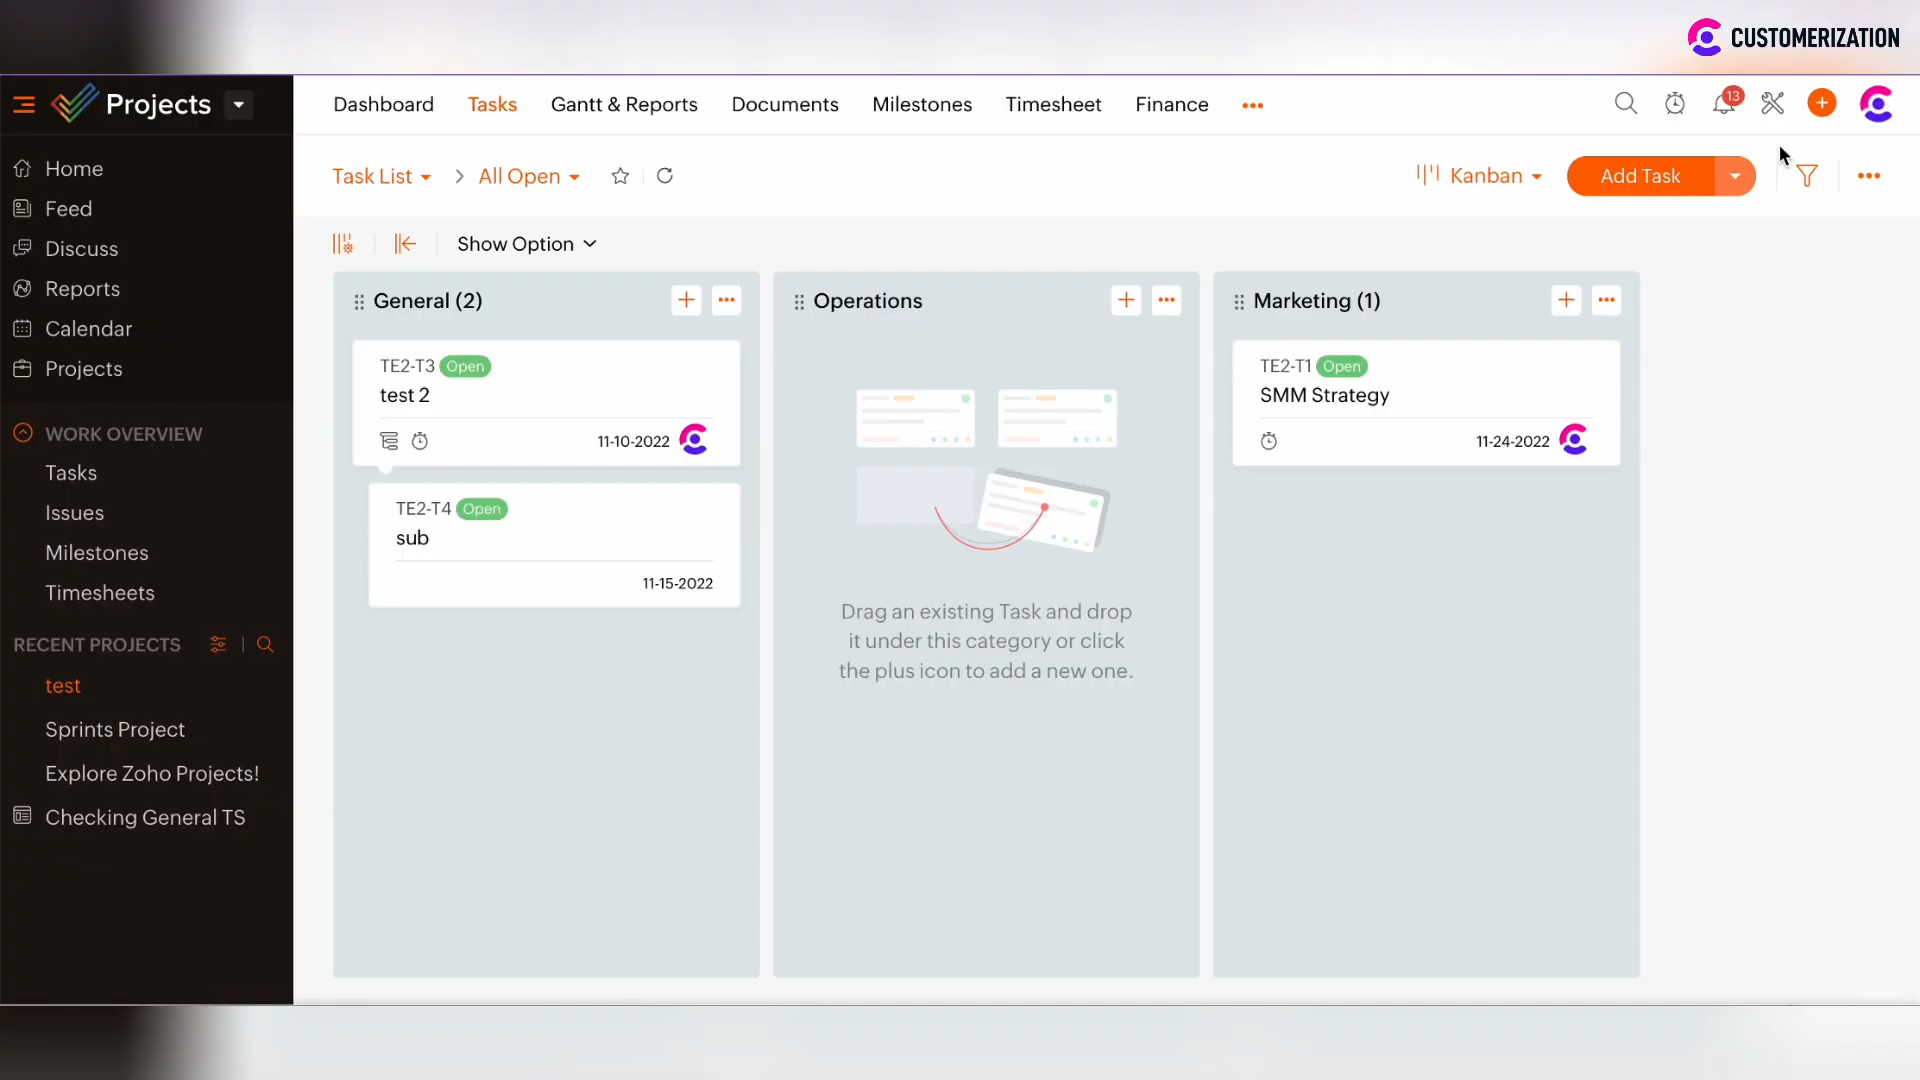 CUSTOMERIZATION
Projects
Dashboard Tasks Gantt & Reports Documents Milestones Timesheet Finance
13
Home
Feed
Discuss
Reports
Calendar
Projects
WORK OVERVIEW
Tasks
Issues
Milestones
Timesheets
RECENT PROJECTS
test
Sprints Project
Explore Zoho Projects!
Checking General TS
Task List > All Open
Kanban
Add Task
Show Option
General (2)
TE2-T3 Open
test 2
11-10-2022
TE2-T4 Open
sub
11-15-2022
Operations
Drag an existing Task and drop
it under this category or click
the plus icon to add a new one.
Marketing (1)
TE2-T1 Open
SMM Strategy
11-24-2022